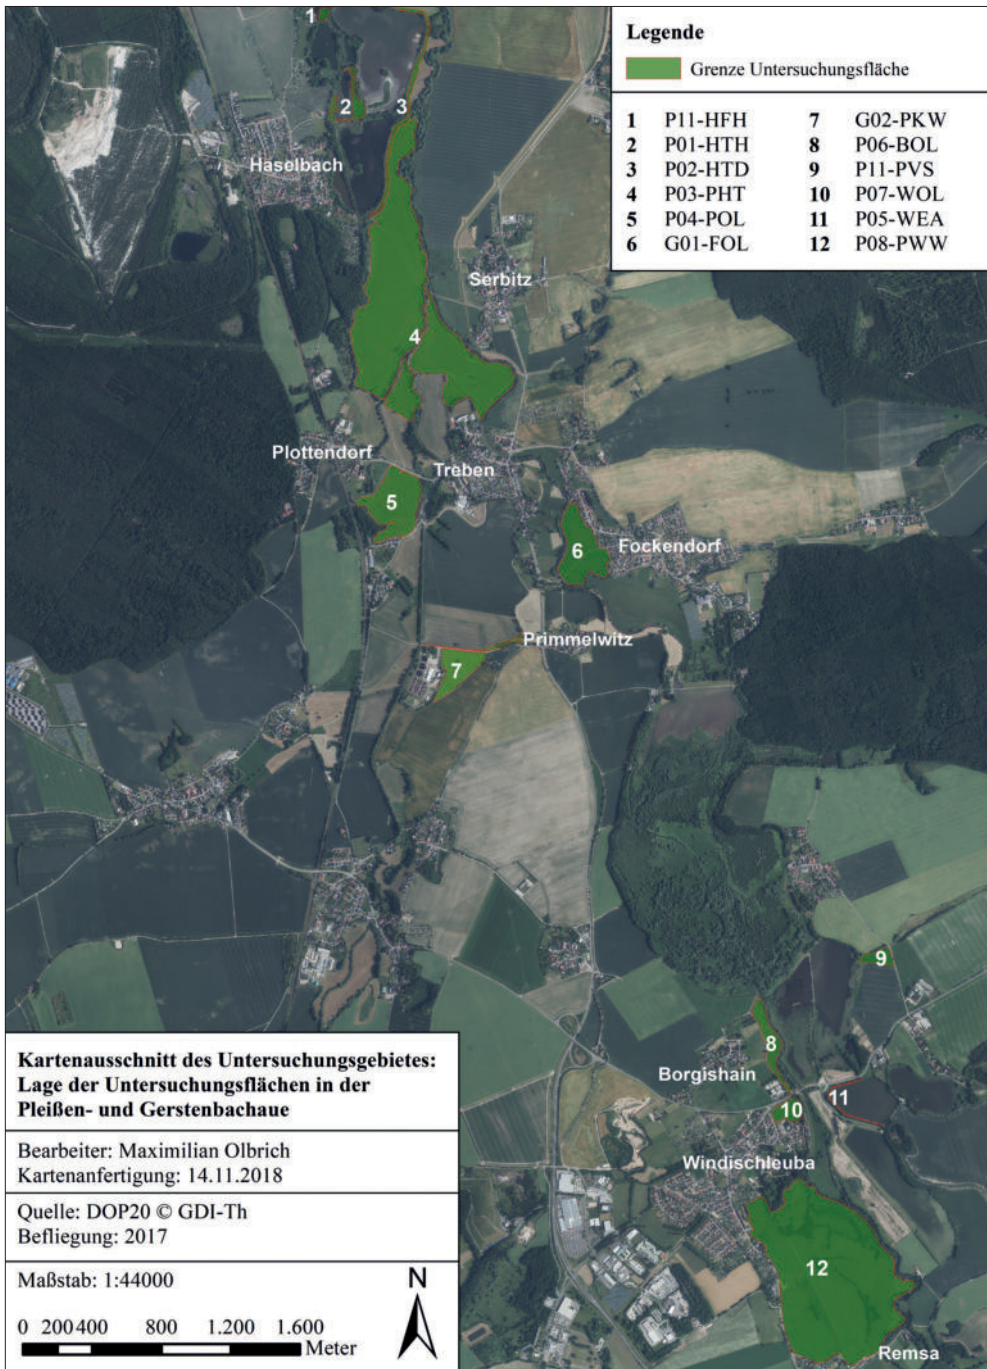 Legende
Grenze Untersuchungsfläche
1 P11-HFH
2 P01-HTH
3 P02-HTD
4 P03-PHT
5 P04-POL
6 G01-FOL
7 G02-PKW
8 P06-BOL
9 P11-PVS
10 P07-WOL
11 P05-WEA
12 P08-PWW
1
2
3
Haselbach
Serbitz
4
Plottendorf
Treben
5
6
Fockendorf
Primmelwitz
7
9
8
Borgishain
11
10
Windischleuba
12
Remsa
Kartenausschnitt des Untersuchungsgebietes:
Lage der Untersuchungsflächen in der
Pleißen- und Gerstenbachaue
Bearbeiter: Maximilian Olbrich
Kartenanfertigung: 14.11.2018
Quelle: DOP20 © GDI-Th
Befliegung: 2017
Maßstab: 1:44000
N
0 200 400 800 1.200 1.600
Meter